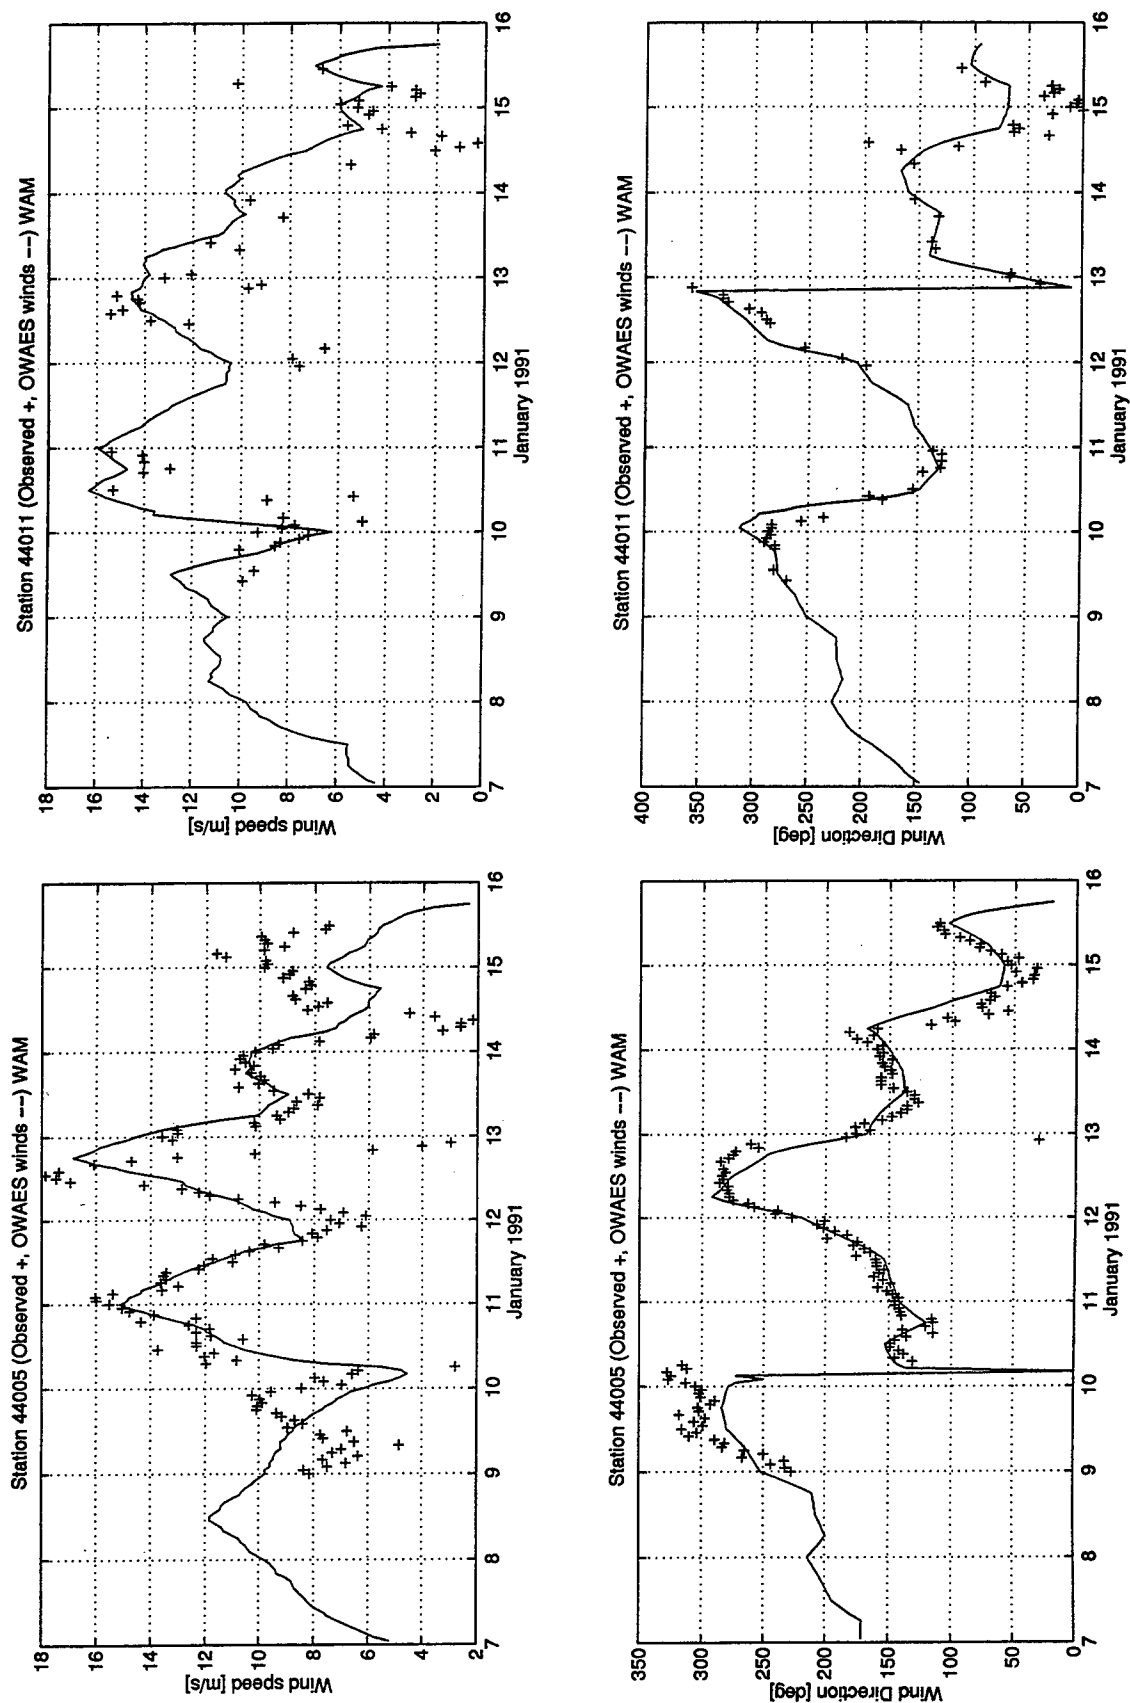 Station 44005 (Observed +, OWAES winds ---) WAM
Wind speed [m/s]
18
16
14
12
10
8
6
4
2
0
7 8 9 10 11 12 13 14 15 16
January 1991
Station 44011 (Observed +, OWAES winds ---) WAM
Wind speed [m/s]
18
16
14
12
10
8
6
4
2
0
7 8 9 10 11 12 13 14 15 16
January 1991
Station 44005 (Observed +, OWAES winds ---) WAM
Wind Direction [deg]
350
300
250
200
150
100
50
0
7 8 9 10 11 12 13 14 15 16
January 1991
Station 44011 (Observed +, OWAES winds ---) WAM
Wind Direction [deg]
400
350
300
250
200
150
100
50
0
7 8 9 10 11 12 13 14 15 16
January 1991